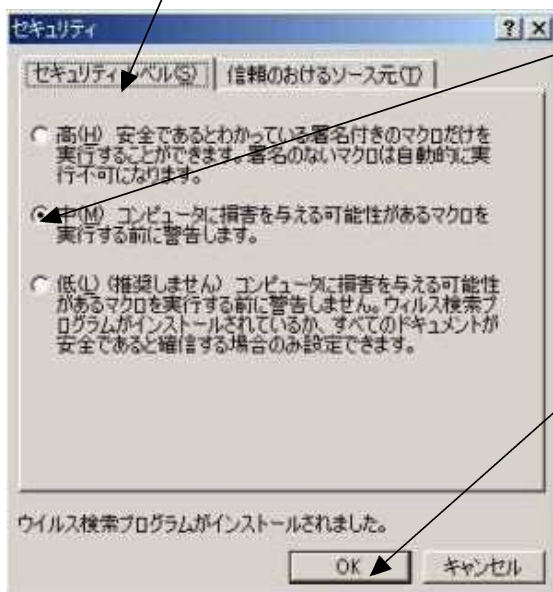 セキュリティ
セキュリティ レベル(S)
信頼のおけるソース元(T)
高(H) 安全であるとわかっている署名付きのマクロだけを
実行することができます。署名のないマクロは自動的に実
行不可になります。
中(M) コンピュータに損害を与える可能性があるマクロを
実行する前に警告します。
低(L) (推奨しません) コンピュータに損害を与える可能性
があるマクロを実行する前に警告しません。ウィルス検索プ
ログラムがインストールされているか、すべてのドキュメントが
安全であると確信する場合のみ設定できます。
ウイルス検索プログラムがインストールされました。
OK
キャンセル